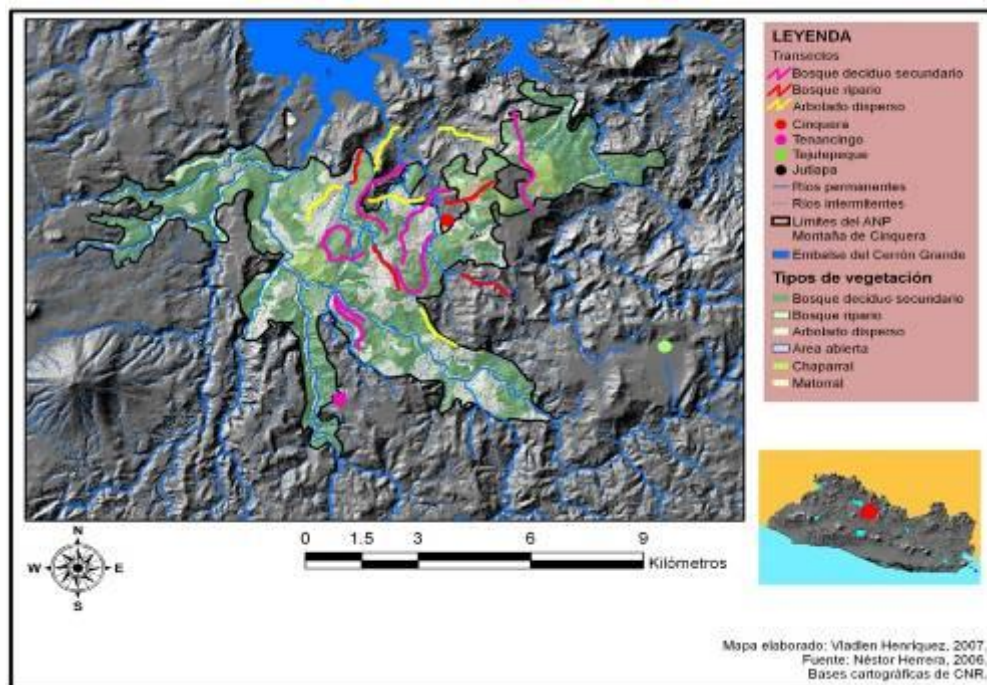 LEYENDA
Transectos
Bosque deciduo secundario
Bosque ripario
Arbolado disperso
Cinquera
Tenancingo
Tejutepeque
Jutiapa
Ríos permanentes
Ríos intermitentes
Límites del ANP
Montaña de Cinquera
Embalse del Cerrón Grande
Tipos de vegetación
Bosque deciduo secundario
Bosque ripario
Arbolado disperso
Área abierta
Chaparral
Matorral
N
W E
S
0 1.5 3 6 9
Kilómetros
Mapa elaborado: Vladlen Henríquez, 2007.
Fuente: Néstor Herrera, 2006.
Bases cartográficas de CNR.